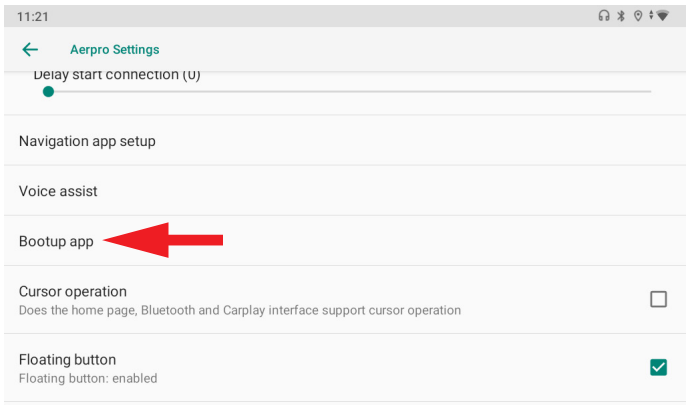 11:21
Aerpro Settings
Delay start connection (0)
Navigation app setup
Voice assist
Bootup app
Cursor operation
Does the home page, Bluetooth and Carplay interface support cursor operation
Floating button
Floating button: enabled